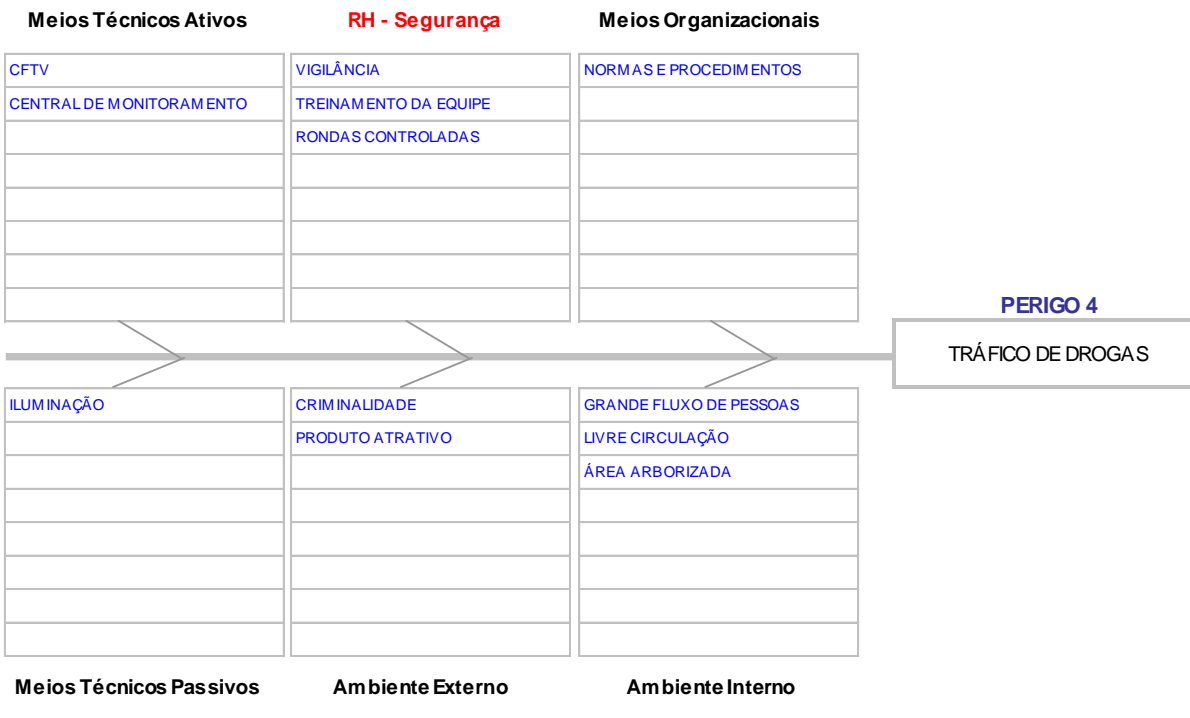 Meios Técnicos Ativos
RH - Segurança
Meios Organizacionais
CFTV
CENTRAL DE MONITORAMENTO
VIGILÂNCIA
TREINAMENTO DA EQUIPE
RONDAS CONTROLADAS
NORMAS E PROCEDIMENTOS
PERIGO 4
TRÁFICO DE DROGAS
ILUMINAÇÃO
CRIMINALIDADE
PRODUTO ATRATIVO
GRANDE FLUXO DE PESSOAS
LIVRE CIRCULAÇÃO
ÁREA ARBORIZADA
Meios Técnicos Passivos
Ambiente Externo
Ambiente Interno